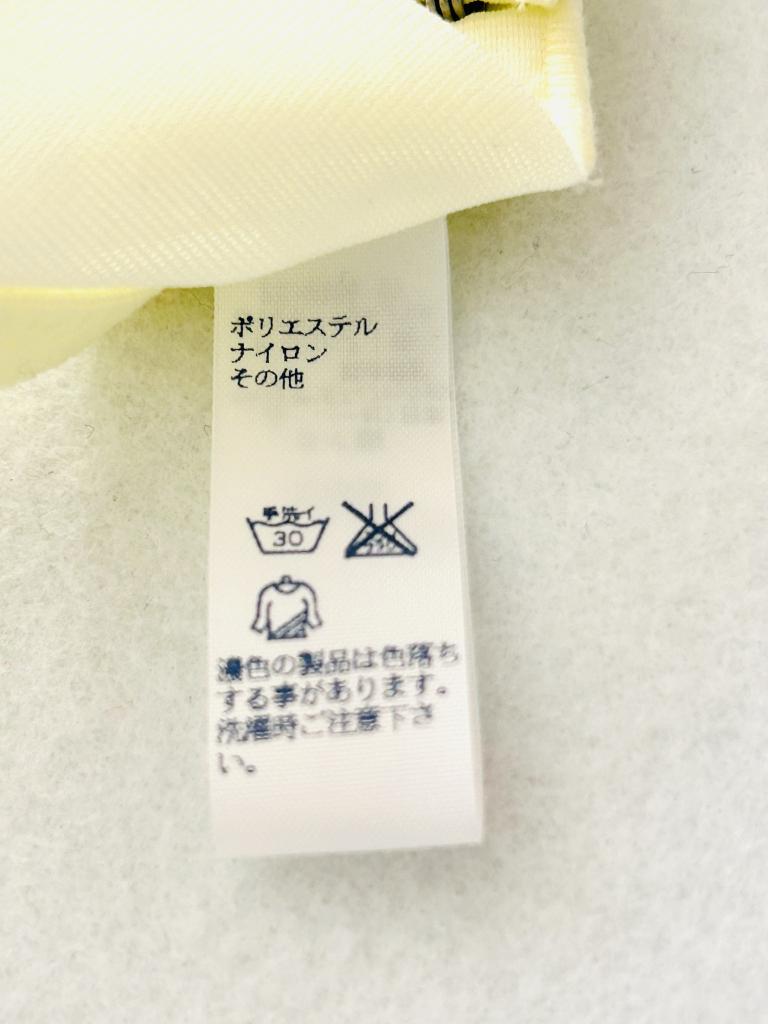 ポリエステル
ナイロン
その他
手洗イ
30
濃色の製品は色落ち
する事があります。
洗濯時ご注意下さ
い。